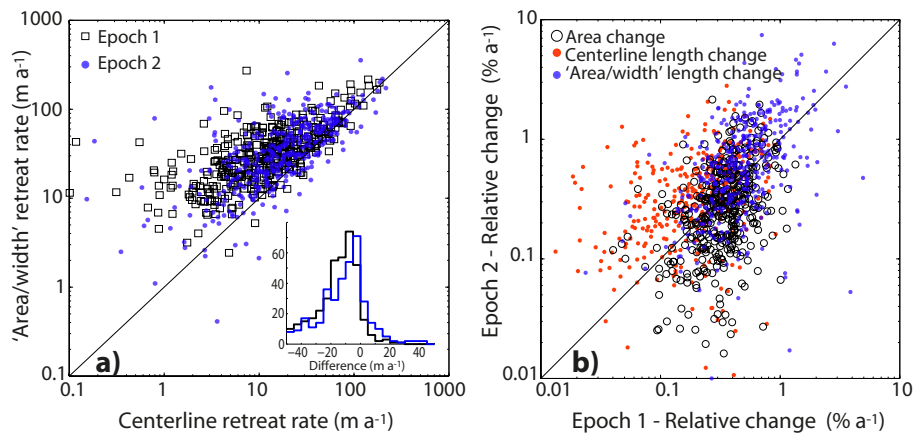 1000
100
10
1
0.1
'Area/width' retreat rate (m a-1)
Epoch 1
Epoch 2
a)
60
40
20
0
−40
−20
0
20
40
Difference (m a-1)
0.1
1
10
100
1000
Centerline retreat rate (m a-1)
10
1
0.1
0.01
Epoch 2 - Relative change (% a-1)
Area change
Centerline length change
'Area/width' length change
b)
0.01
0.1
1
10
Epoch 1 - Relative change (% a-1)